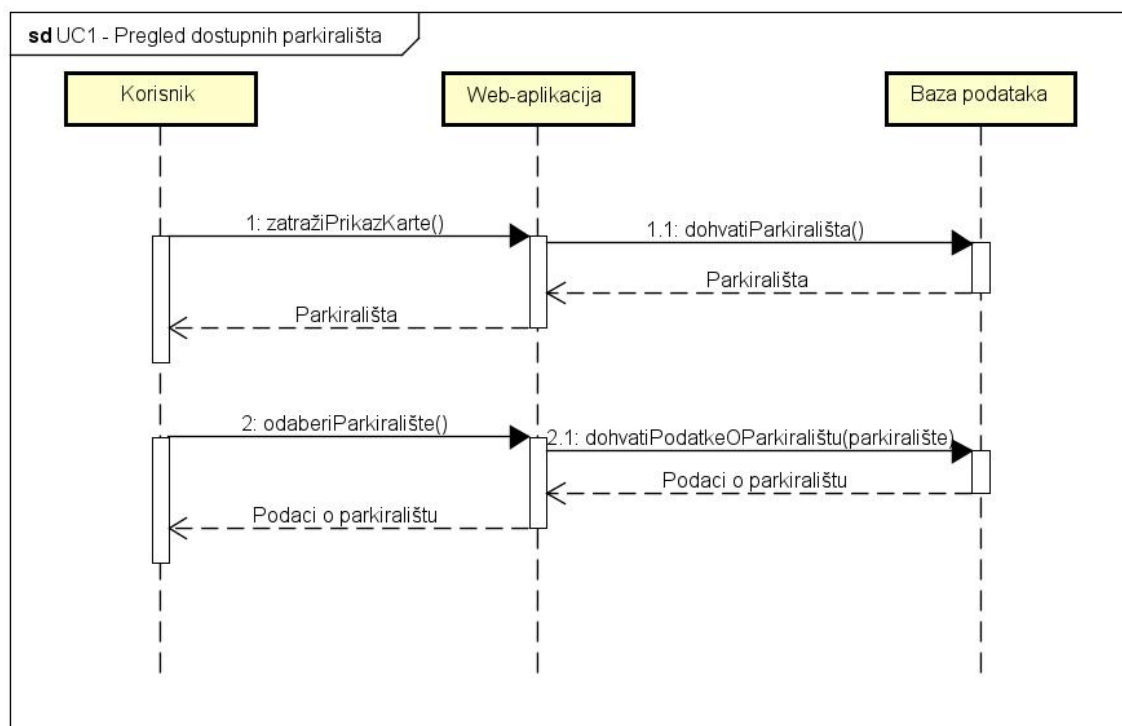 sd UC1 - Pregled dostupnih parkirališta
Korisnik
Web-aplikacija
Baza podataka
1: zatražiPrikazKarte()
1.1: dohvatiParkirališta()
Parkirališta
Parkirališta
2: odaberiParkiralište()
2.1: dohvatiPodatkeOParkiralištu(parkiralište)
Podaci o parkiralištu
Podaci o parkiralištu